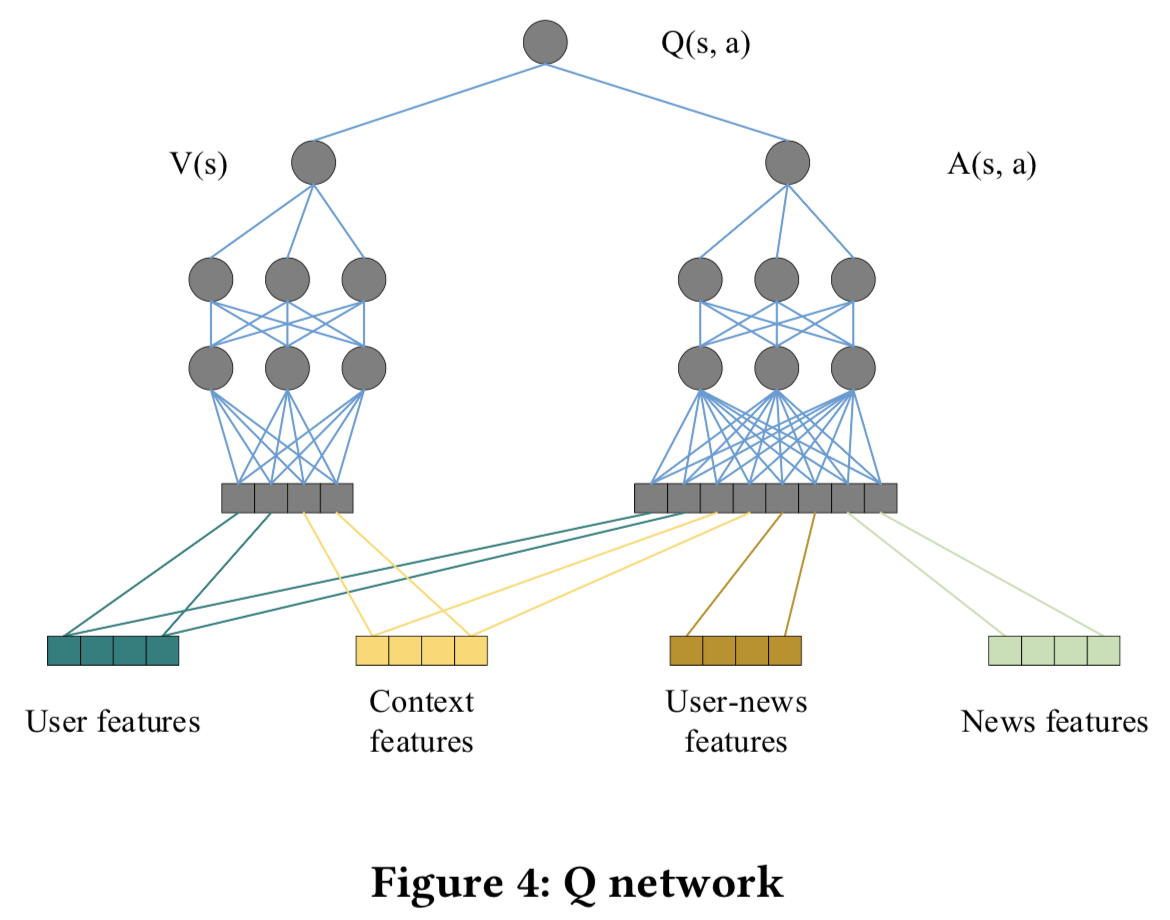 Q(s, a)
V(s)
A(s, a)
User features
Context
features
User-news
features
News features
Figure 4: Q network